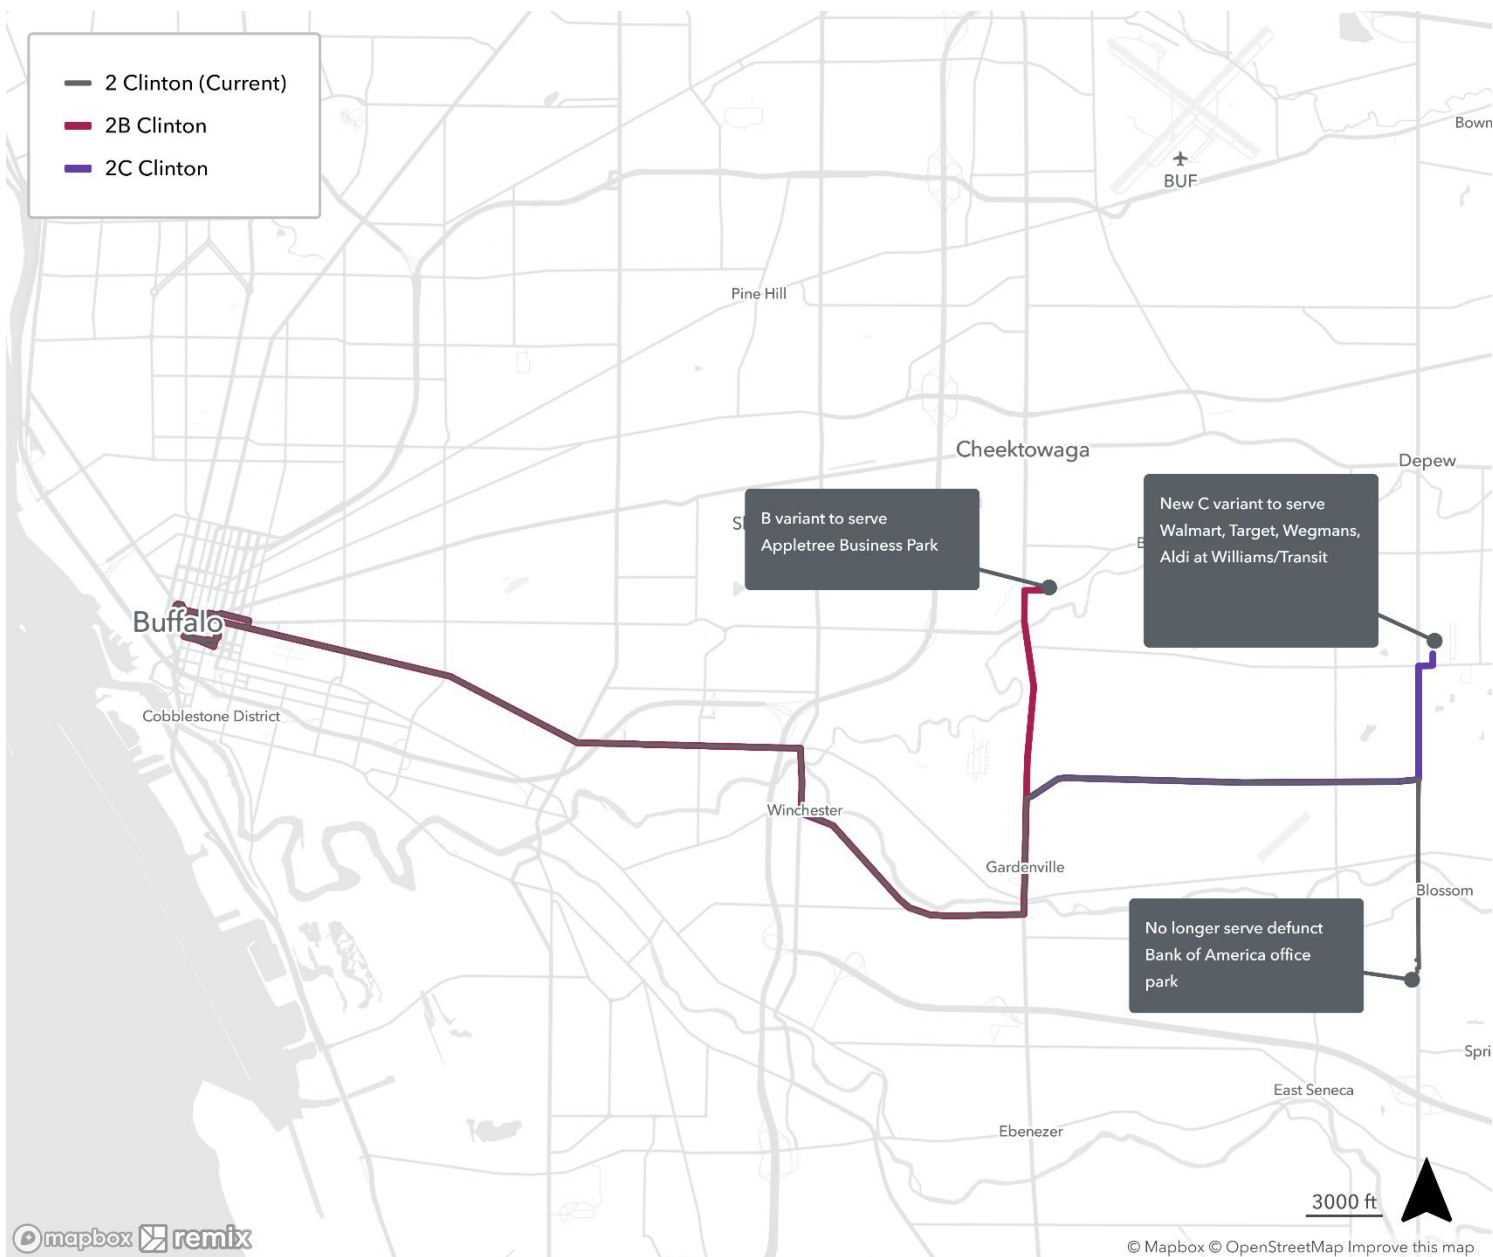 2 Clinton (Current)
2B Clinton
2C Clinton
BUF
Pine Hill
Cheektowaga
Depew
B variant to serve
Appletree Business Park
New C variant to serve
Walmart, Target, Wegmans,
Aldi at Williams/Transit
Buffalo
Cobblestone District
Winchester
Gardenville
Blossom
No longer serve defunct
Bank of America office
park
East Seneca
Ebenezer
3000 ft
mapbox remix
© Mapbox © OpenStreetMap Improve this map